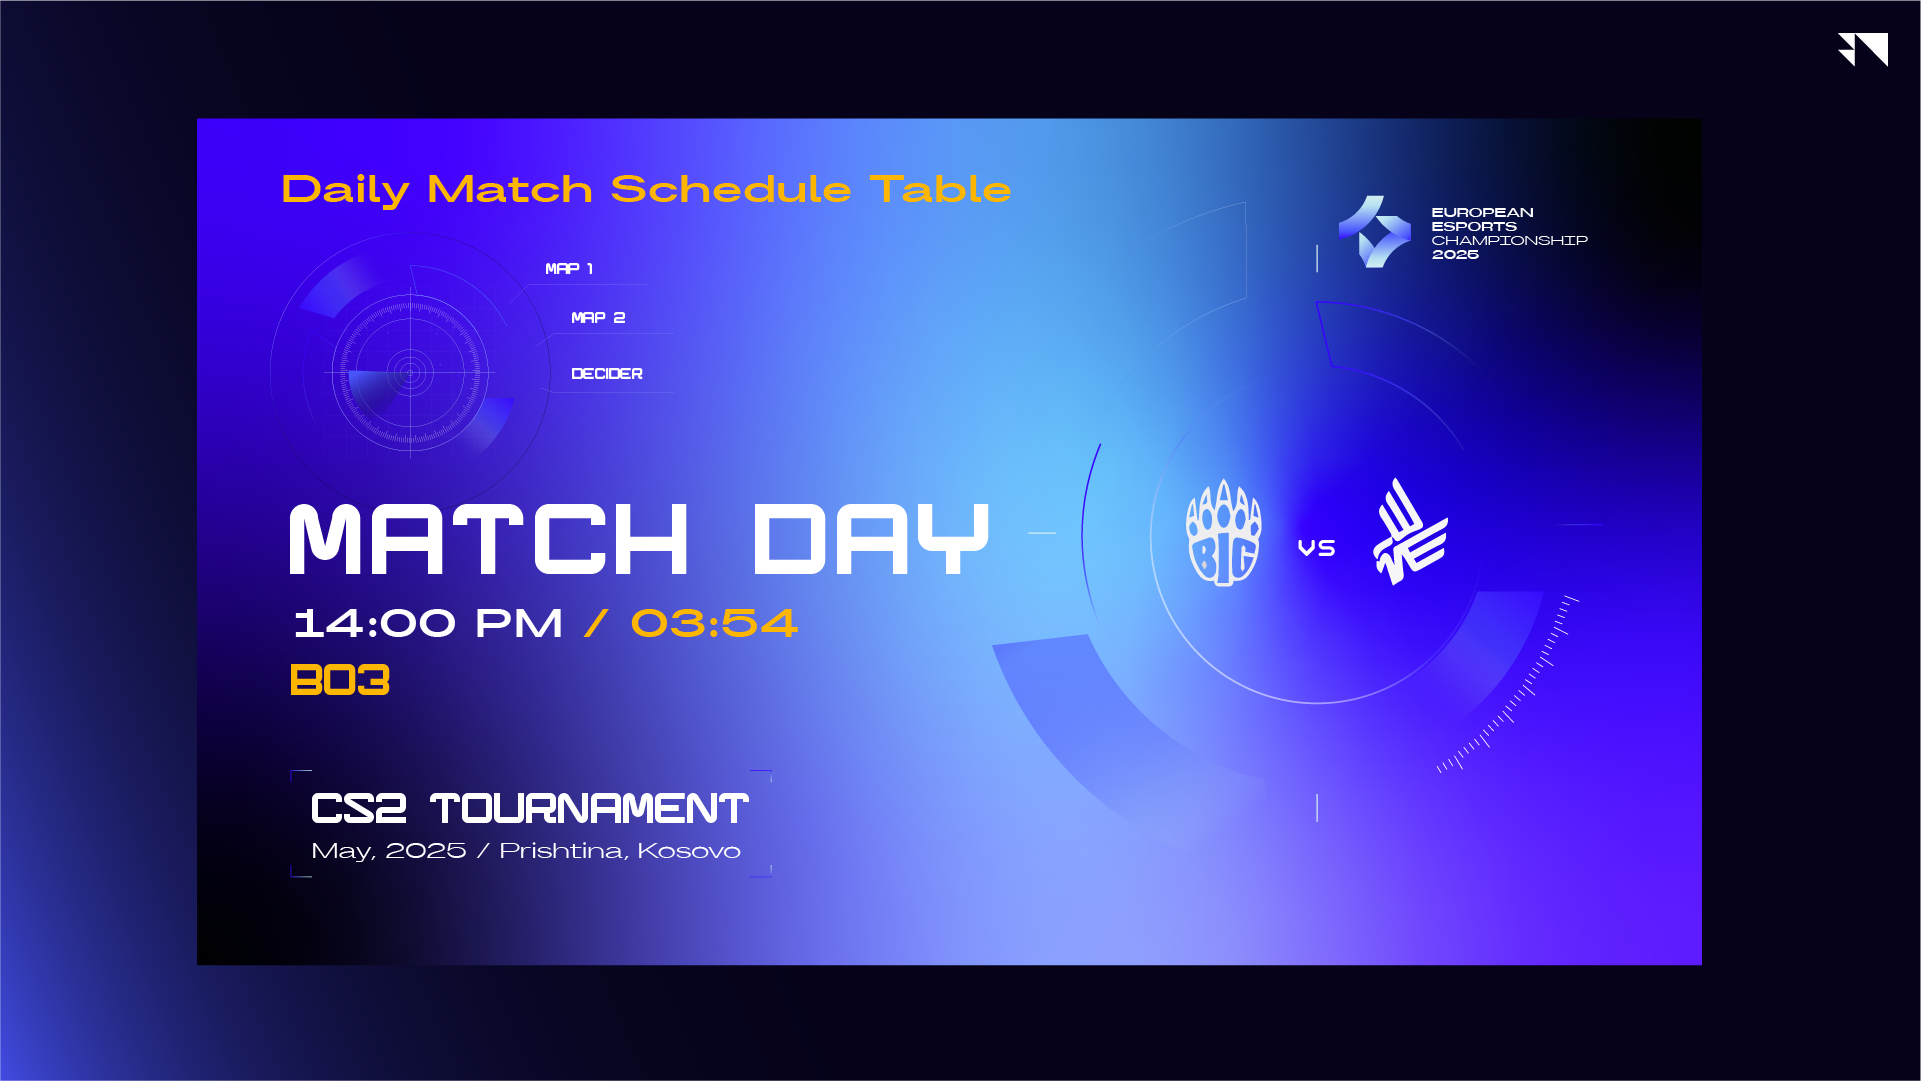 Daily Match Schedule Table
EUROPEAN
ESPORTS
CHAMPIONSHIP
2025
MAP 1
MAP 2
DECIDER
MATCH DAY
14:00 PM / 03:54
BO3
BIG
VS
CS2 TOURNAMENT
May, 2025 / Prishtina, Kosovo